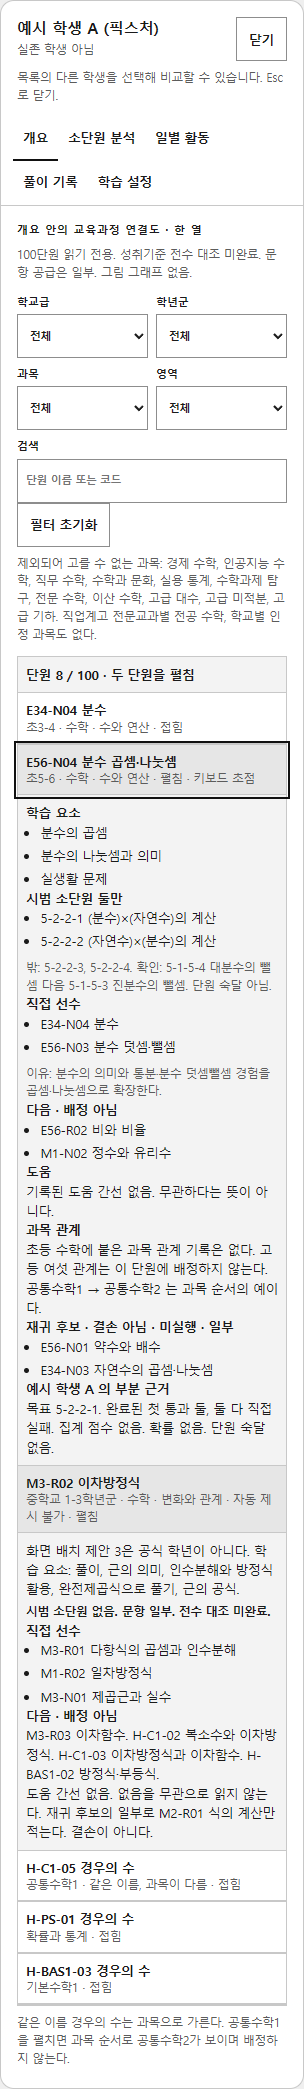 예시 학생 A (픽스처)
실존 학생 아님
닫기
목록의 다른 학생을 선택해 비교할 수 있습니다. Esc
로 닫기.
개요 소단원 분석 일별 활동
풀이 기록 학습 설정
개요 안의 교육과정 연결도 · 한 열
100단원 읽기 전용. 성취기준 전수 대조 미완료. 문
항 공급은 일부. 그림 그래프 없음.
학교급 학년군
전체 전체
과목 영역
전체 전체
검색
단원 이름 또는 코드
필터 초기화
제외되어 고를 수 없는 과목: 경제 수학, 인공지능 수
학, 직무 수학, 수학과 문화, 실용 통계, 수학과제 탐
구, 전문 수학, 이산 수학, 고급 대수, 고급 미적분, 고
급 기하. 직업계고 전문교과별 전공 수학, 학교별 인
정 과목도 없다.
단원 8 / 100 · 두 단원을 펼침
E34-N04 분수
초3-4 · 수학 · 수와 연산 · 접힘
E56-N04 분수 곱셈·나눗셈
초5-6 · 수학 · 수와 연산 · 펼침 · 키보드 초점
학습 요소
• 분수의 곱셈
• 분수의 나눗셈과 의미
• 실생활 문제
시범 소단원 둘만
• 5-2-2-1 (분수)×(자연수)의 계산
• 5-2-2-2 (자연수)×(분수)의 계산
밖: 5-2-2-3, 5-2-2-4. 확인: 5-1-5-4 대분수의 뺄
셈 다음 5-1-5-3 진분수의 뺄셈. 단원 숙달 아님.
직접 선수
• E34-N04 분수
• E56-N03 분수 덧셈·뺄셈
이유: 분수의 의미와 통분·분수 덧셈뺄셈 경험을
곱셈·나눗셈으로 확장한다.
다음 · 배정 아님
• E56-R02 비와 비율
• M1-N02 정수와 유리수
도움
기록된 도움 간선 없음. 무관하다는 뜻이 아
니다.
과목 관계
초등 수학에 붙은 과목 관계 기록은 없다. 고
등 여섯 관계는 이 단원에 배정하지 않는다.
공통수학1 → 공통수학2 는 과목 순서의 예이
다.
재귀 후보 · 결손 아님 · 미실행 · 일부
• E56-N01 약수와 배수
• E34-N03 자연수의 곱셈·나눗셈
예시 학생 A 의 부분 근거
목표 5-2-2-1. 완료된 첫 통과 둘, 둘 다 직접
실패. 집계 점수 없음. 확률 없음. 단원 숙달
없음.
M3-R02 이차방정식
중학교 1-3학년군 · 수학 · 변화와 관계 · 자동 제
시 불가 · 펼침
화면 배치 제안 3은 공식 학년이 아니다. 학
습 요소: 풀이, 근의 의미, 인수분해와 방정식
활용, 완전제곱식으로 풀기, 근의 공식.
시범 소단원 없음. 문항 일부. 전수 대조 미완료.
직접 선수
• M3-R01 다항식의 곱셈과 인수분해
• M1-R02 일차방정식
• M3-N01 제곱근과 실수
다음 · 배정 아님
M3-R03 이차함수. H-C1-02 복소수와 이차방
정식. H-C1-03 이차방정식과 이차함수. H-
BAS1-02 방정식·부등식.
도움 간선 없음. 없음을 무관으로 읽지 않는
다. 재귀 후보의 일부로 M2-R01 식의 계산만
적는다. 결손이 아니다.
H-C1-05 경우의 수
공통수학1 · 같은 이름, 과목이 다름 · 접힘
H-PS-01 경우의 수
확률과 통계 · 접힘
H-BAS1-03 경우의 수
기본수학1 · 접힘
같은 이름 경우의 수는 과목으로 가른다. 공통수학1
을 펼치면 과목 순서로 공통수학2가 보이며 배정하
지 않는다.